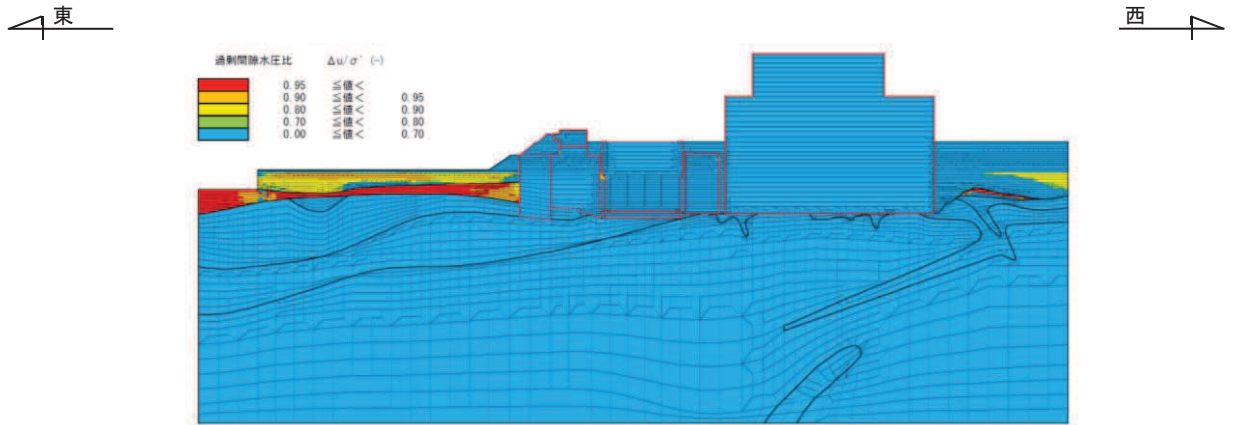 東
西
過剰間隙水圧比 Δu/σ' (-)
0.95 ≦値<
0.90 ≦値< 0.95
0.80 ≦値< 0.90
0.70 ≦値< 0.80
0.00 ≦値< 0.70